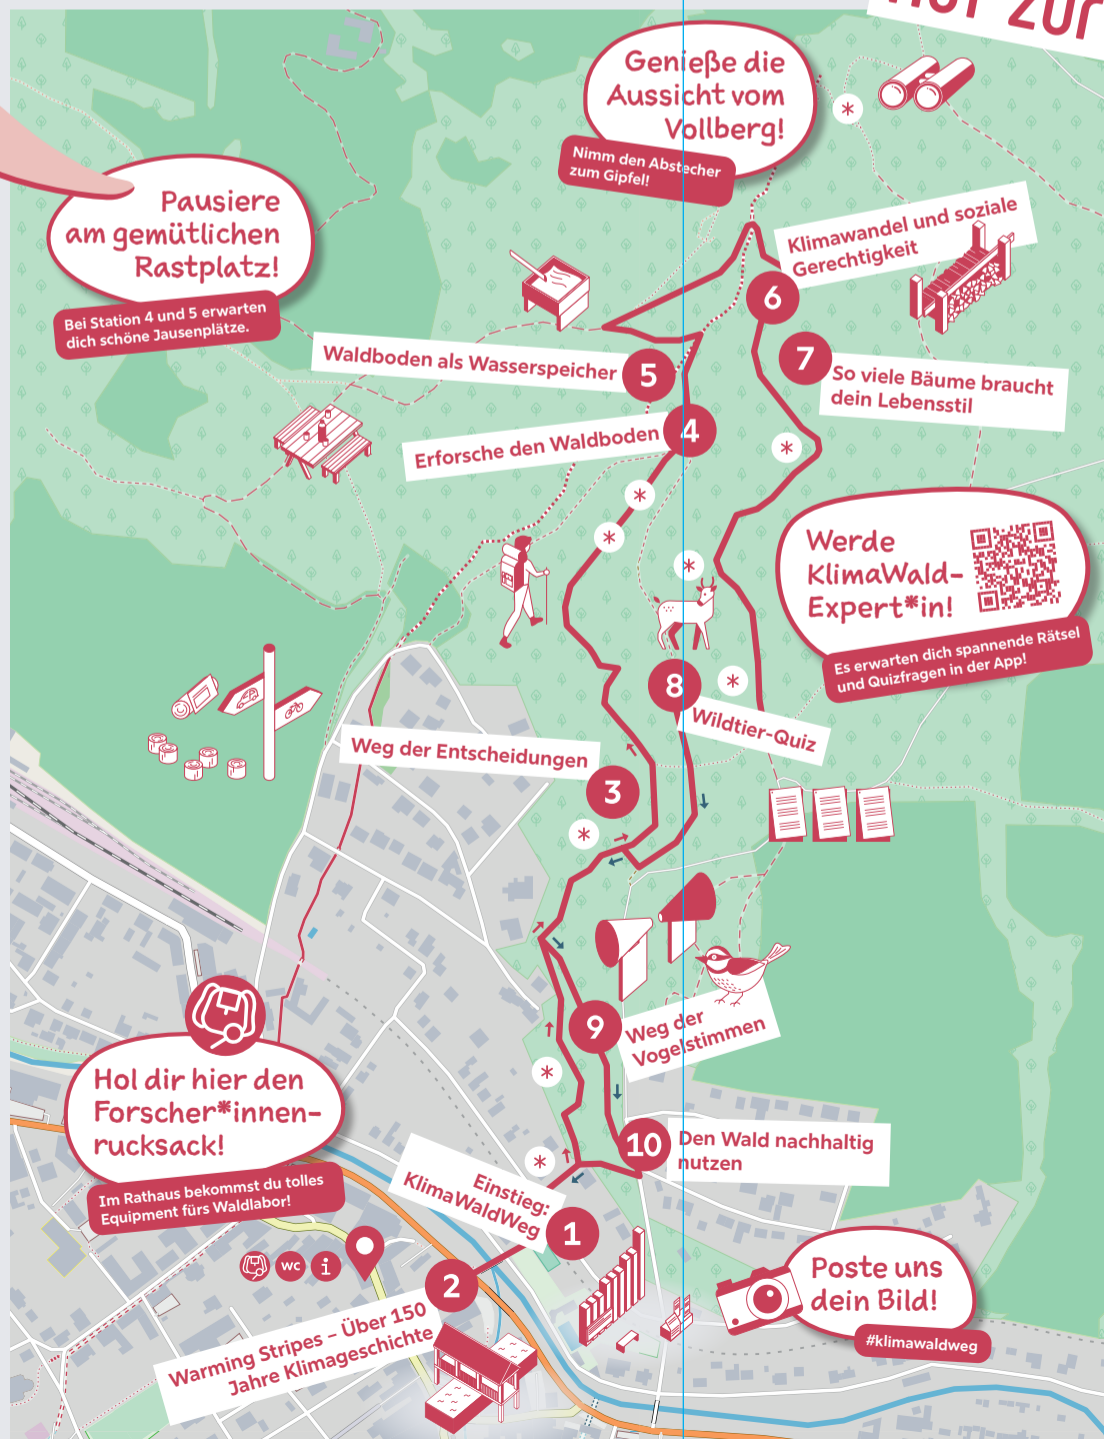 ZUR
Genieße die
Aussicht vom
Vollberg!
Nimm den Abstecher
zum Gipfel!
Pausiere
am gemütlichen
Rastplatz!
Bei Station 4 und 5 erwarten
dich schöne Jausenplätze.
Klimawandel und soziale
Gerechtigkeit
6
7
So viele Bäume braucht
dein Lebensstil
Waldboden als Wasserspeicher
5
Erforsche den Waldboden
4
Werde
KlimaWald-
Expert*in!
Es erwarten dich spannende Rätsel
und Quizfragen in der App!
8
Wildtier-Quiz
Weg der Entscheidungen
3
9
Weg der
Vogelstimmen
Hol dir hier den
Forscher*innen-
rucksack!
Im Rathaus bekommst du tolles
Equipment fürs Waldlabor!
10
Den Wald nachhaltig
nutzen
Einstieg:
KlimaWaldWeg
1
WC
i
2
Warming Stripes – Über 150
Jahre Klimageschichte
Poste uns
dein Bild!
#klimawaldweg